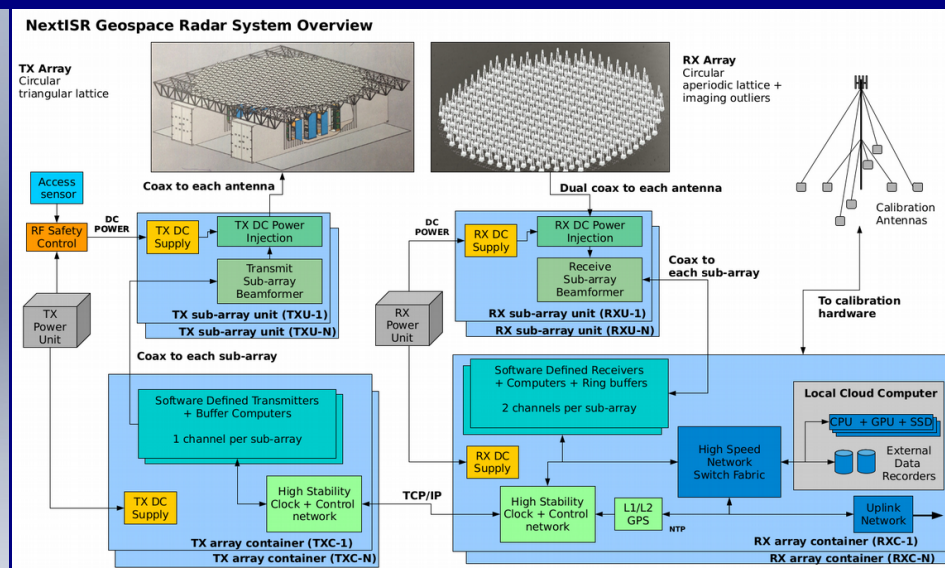 NextISR Geospace Radar System Overview
TX Array
Circular
triangular lattice
RX Array
Circular
aperiodic lattice +
imaging outliers
Coax to each antenna
Dual coax to each antenna
Calibration
Antennas
Access
sensor
RF Safety
Control
DC
POWER
TX DC
Supply
TX DC Power
Injection
Transmit
Sub-array
Beamformer
TX sub-array unit (TXU-1)
TX sub-array unit (TXU-N)
TX
Power
Unit
Coax to each sub-array
DC
POWER
RX DC
Supply
RX DC Power
Injection
Receive
Sub-array
Beamformer
RX sub-array unit (RXU-1)
RX sub-array unit (RXU-N)
RX
Power
Unit
Coax to
each sub-array
To calibration
hardware
Software Defined Transmitters
+ Buffer Computers
1 channel per sub-array
TX DC
Supply
High Stability
Clock + Control
network
TX array container (TXC-1)
TX array container (TXC-N)
TCP/IP
Software Defined Receivers
+ Computers + Ring buffers
2 channels per sub-array
RX DC
Supply
High Stability
Clock + Control
network
L1/L2
GPS
NTP
High Speed
Network
Switch Fabric
Local Cloud Computer
CPU + GPU + SSD
External
Data
Recorders
Uplink
Network
RX array container (RXC-1)
RX array container (RXC-N)